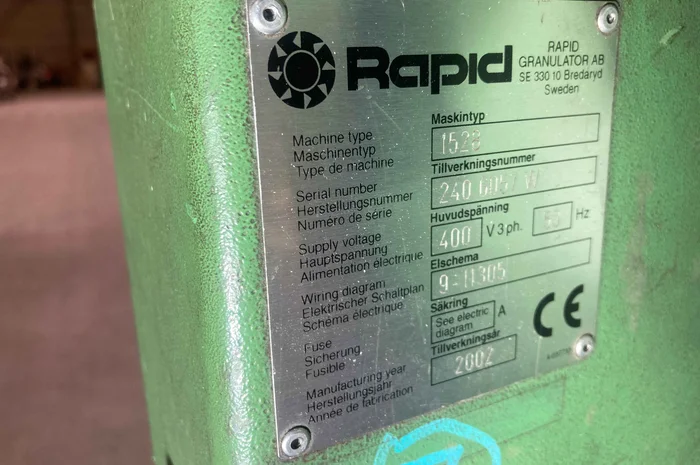 Rapid
RAPID
GRANULATOR AB
SE 330 10 Bredaryd
Sweden
Maskintyp
Machine type
Maschinentyp
Type de machine
1528
Tillverkningsnummer
Serial number
Herstellungsnummer
Numéro de série
240
Huvudspänning
Supply voltage
Hauptspannung
Alimentation électrique
400 V 3 ph. Hz
Elschema
Wiring diagram
Elektrischer Schaltplan
Schéma électrique
9-11305
Säkring
Fuse
Sicherung
Fusible
See electric
diagram
A
Tillverkningsår
Manufacturing year
Herstellungsjahr
Année de fabrication
2002
CE